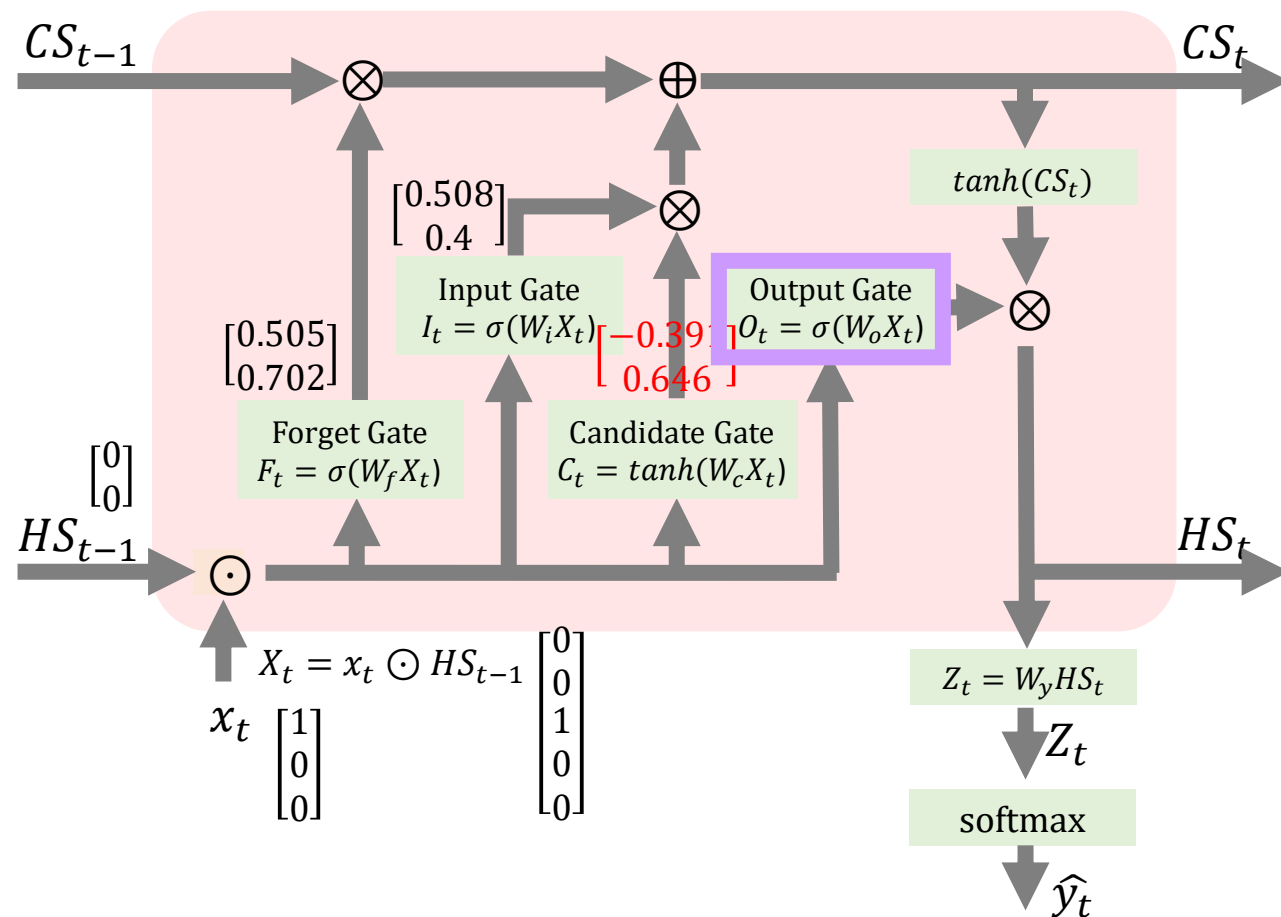 CS_{t−1}
CS_t
tanh(CS_t)
[0.508
0.4]
Input Gate
I_t = σ(W_i X_t)
Output Gate
O_t = σ(W_o X_t)
[0.505
0.702]
[−0.391
0.646]
Forget Gate
F_t = σ(W_f X_t)
Candidate Gate
C_t = tanh(W_c X_t)
[0
0]
HS_{t−1}
HS_t
X_t = x_t ⊙ HS_{t−1}
[0
0
1
0
0]
x_t
[1
0
0]
Z_t = W_y HS_t
Z_t
softmax
ŷ_t